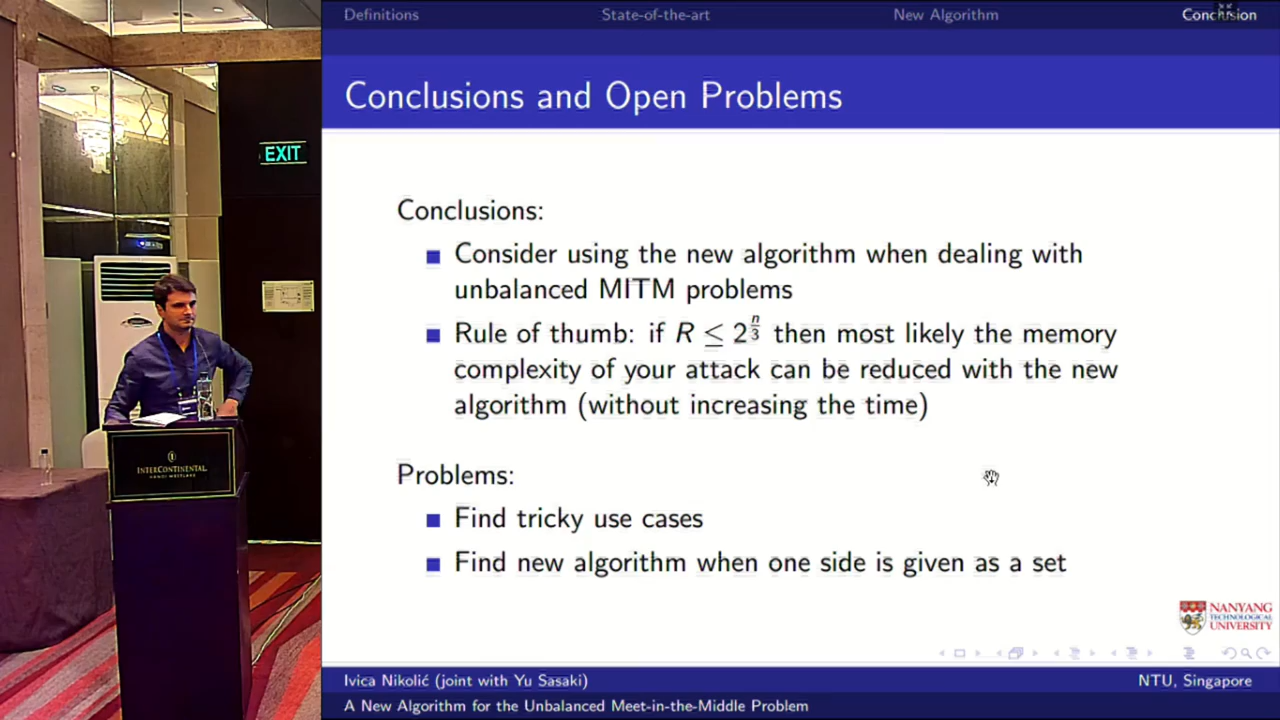 Definitions State-of-the-art New Algorithm Conclusion
Conclusions and Open Problems
EXIT
Conclusions:
Consider using the new algorithm when dealing with
unbalanced MITM problems
Rule of thumb: if R ≤ 2^{n/3} then most likely the memory
complexity of your attack can be reduced with the new
algorithm (without increasing the time)
Problems:
Find tricky use cases
Find new algorithm when one side is given as a set
INTERCONTINENTAL
HANOI WESTLAKE
NANYANG
TECHNOLOGICAL
UNIVERSITY
Ivica Nikolić (joint with Yu Sasaki) NTU, Singapore
A New Algorithm for the Unbalanced Meet-in-the-Middle Problem